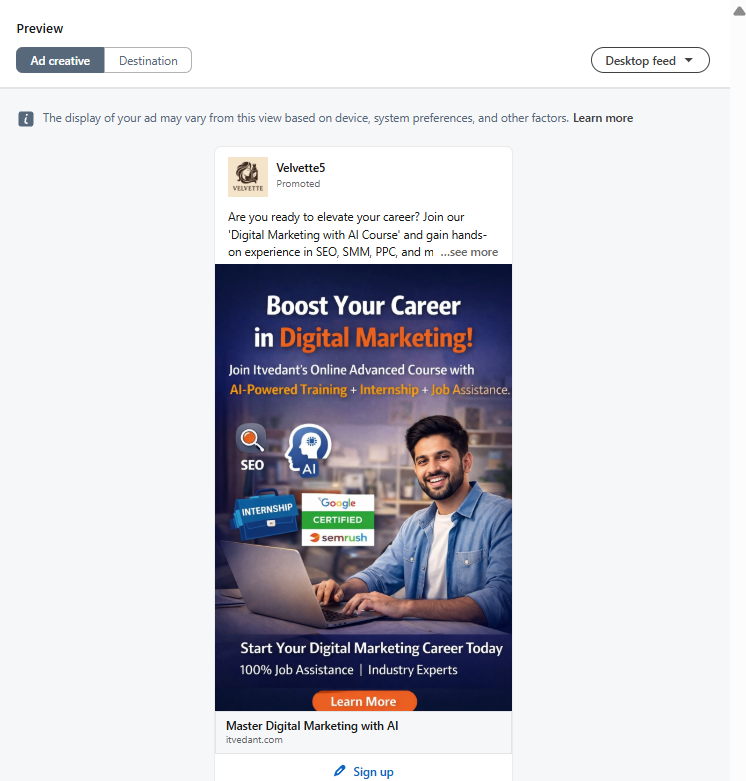 Preview
Ad creative
Destination
Desktop feed
The display of your ad may vary from this view based on device, system preferences, and other factors. Learn more
VELVETTE
Velvette5
Promoted
Are you ready to elevate your career? Join our
'Digital Marketing with AI Course' and gain hands-
on experience in SEO, SMM, PPC, and m ...see more
Boost Your Career
in Digital Marketing!
Join Itvedant's Online Advanced Course with
AI-Powered Training + Internship + Job Assistance.
SEO
AI
INTERNSHIP
Google
CERTIFIED
semrush
Start Your Digital Marketing Career Today
100% Job Assistance | Industry Experts
Learn More
Master Digital Marketing with AI
itvedant.com
Sign up